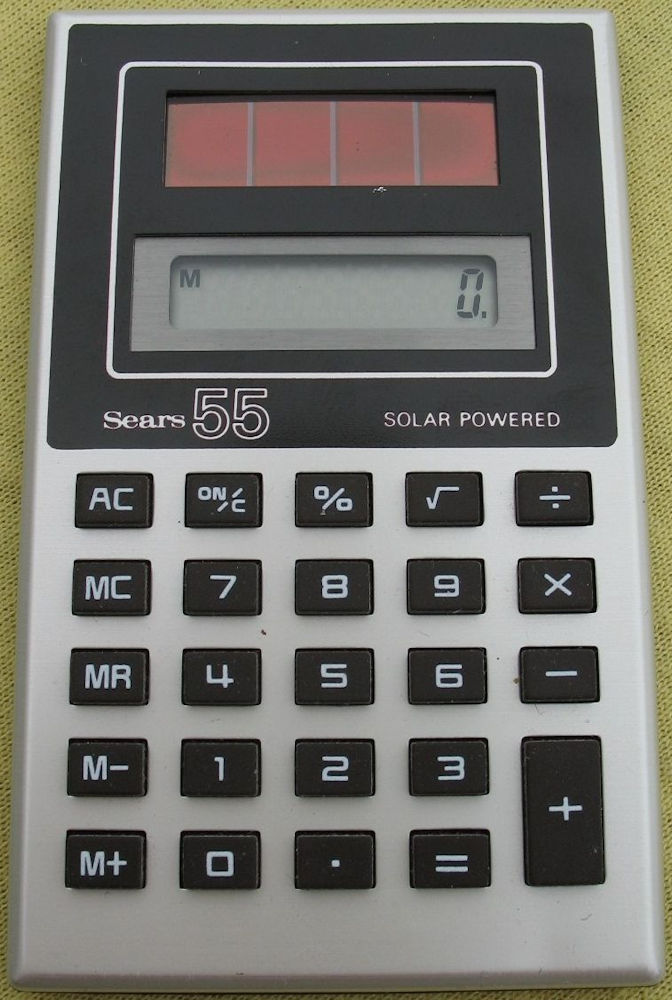 M 0.
Sears 55 SOLAR POWERED
AC ON/C % √ ÷
MC 7 8 9 ×
MR 4 5 6 −
M− 1 2 3 +
M+ 0 . =